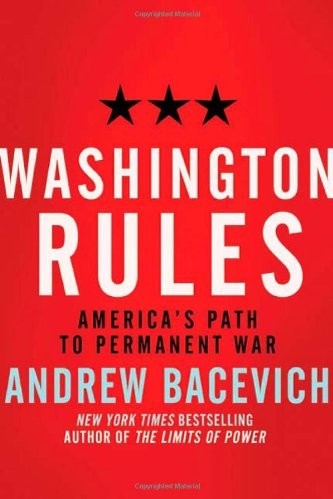 WASHINGTON
RULES
AMERICA'S PATH
TO PERMANENT WAR
ANDREW BACEVICH
NEW YORK TIMES BESTSELLING
AUTHOR OF THE LIMITS OF POWER